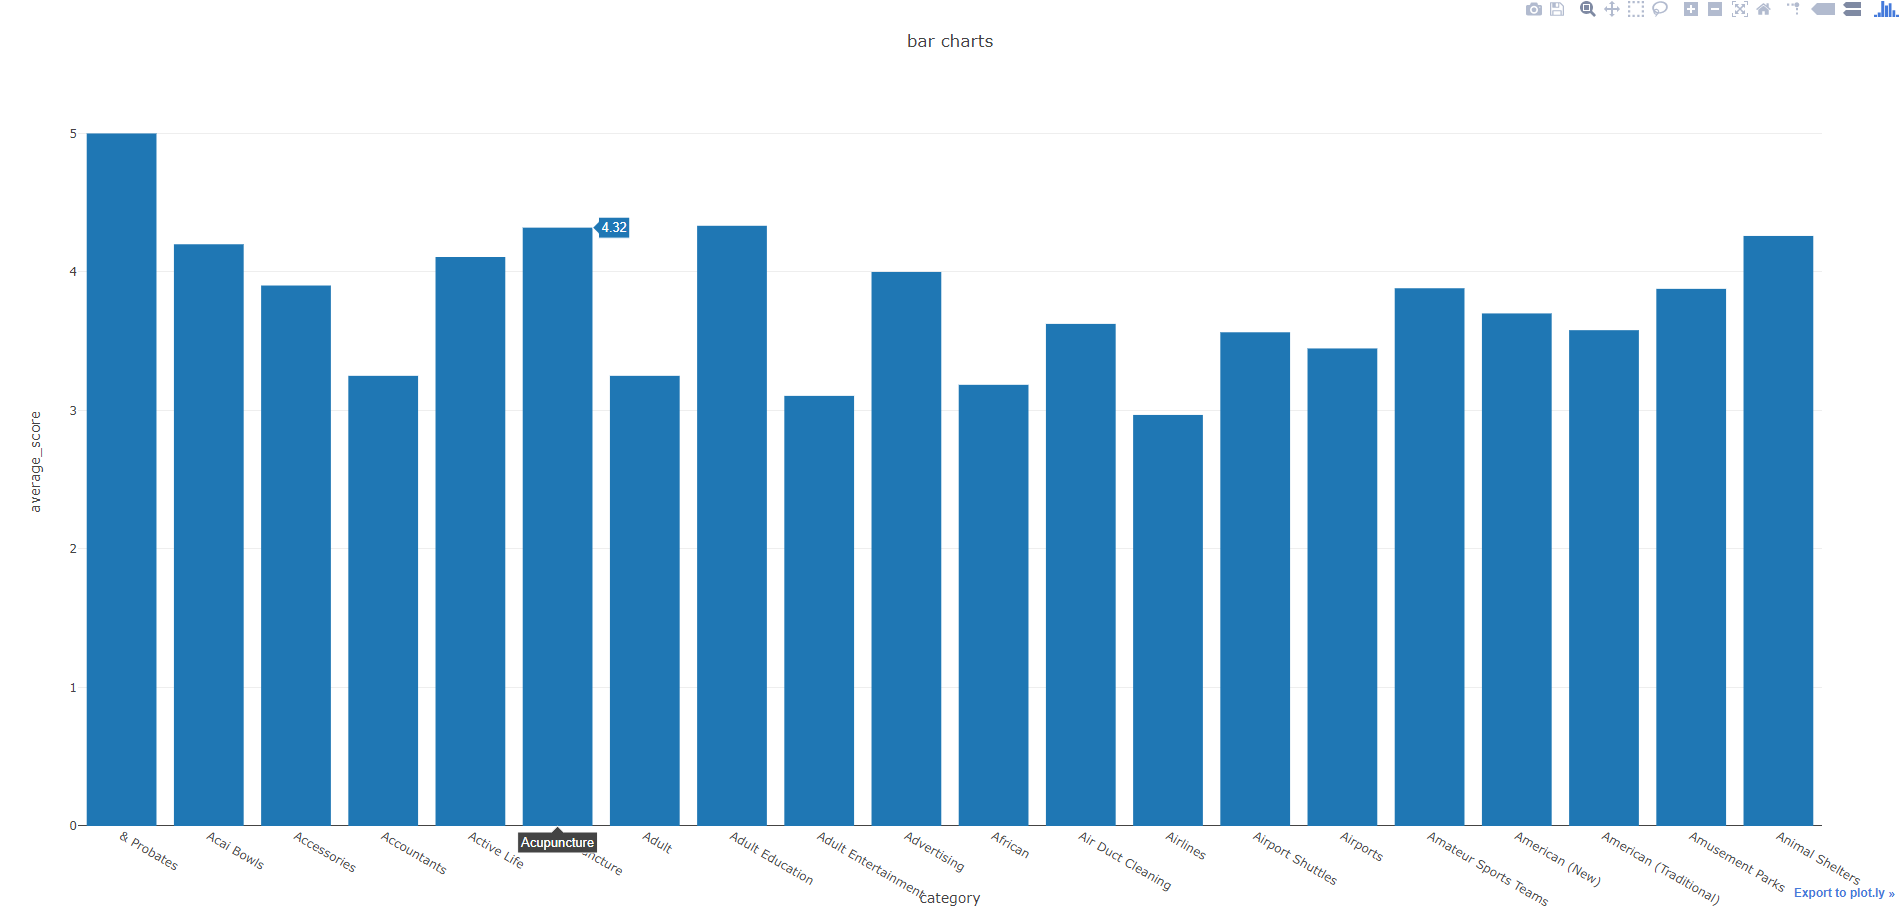 bar charts
5
4
3
2
1
0
average_score
4.32
& Probates
Acai Bowls
Accessories
Accountants
Active Life
Acupuncture
uncture
Adult
Adult Education
Adult Entertainment
Advertising
African
Air Duct Cleaning
Airlines
Airport Shuttles
Airports
Amateur Sports Teams
American (New)
American (Traditional)
Amusement Parks
Animal Shelters
category
Export to plot.ly »